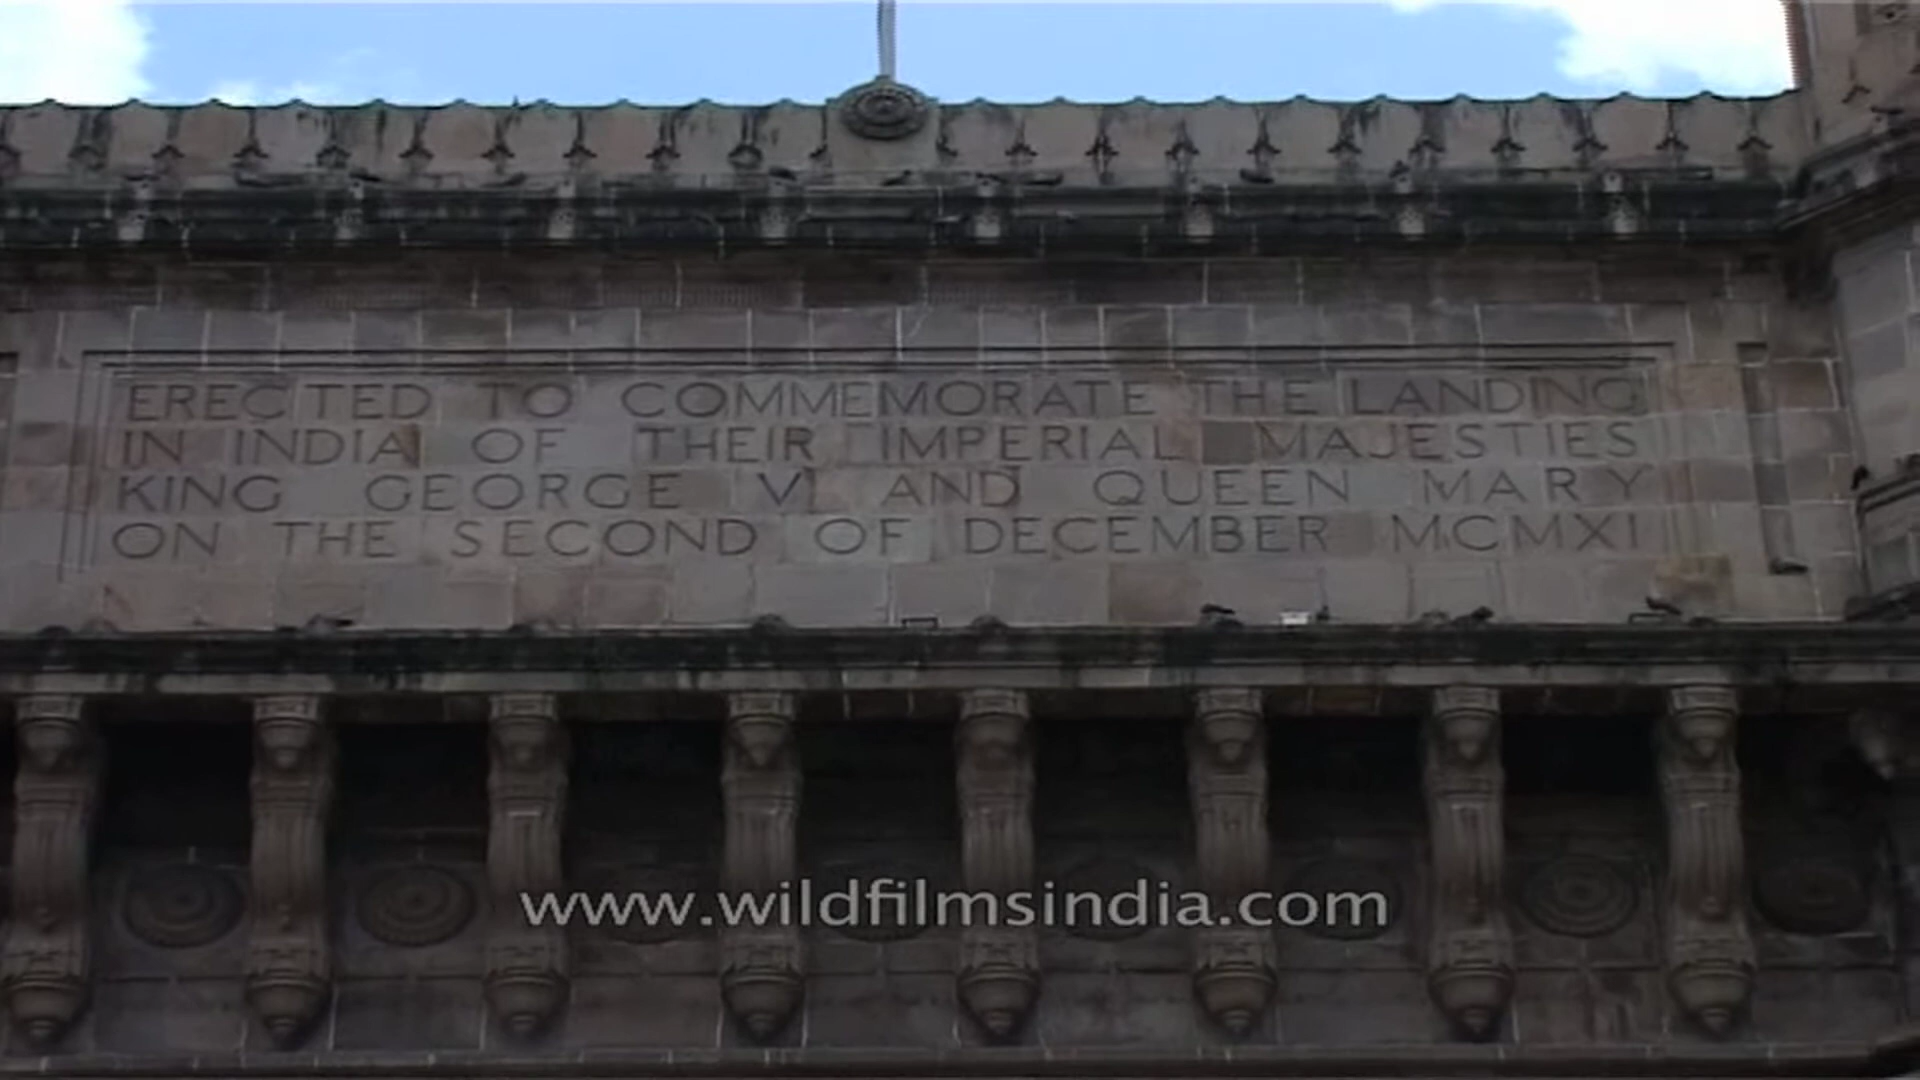 ERECTED TO COMMEMORATE THE LANDING
IN INDIA OF THEIR IMPERIAL MAJESTIES
KING GEORGE V AND QUEEN MARY
ON THE SECOND OF DECEMBER MCMXI
www.wildfilmsindia.com